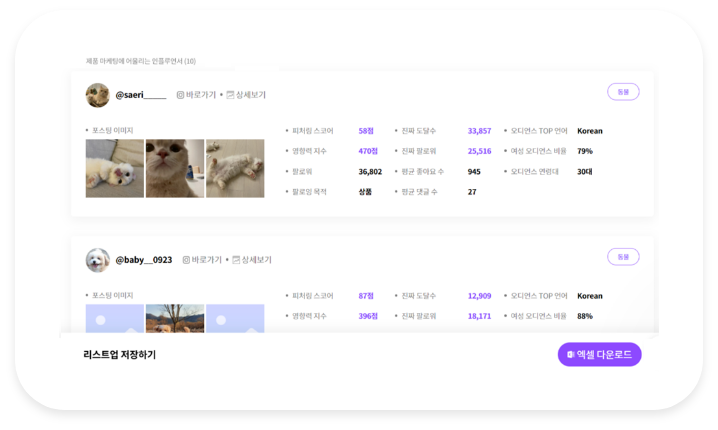 제품 마케팅에 어울리는 인플루언서 (10)
@saeri_____ 바로가기 • 상세보기 동물
• 포스팅 이미지
• 피처링 스코어 58점 • 진짜 도달수 33,857 • 오디언스 TOP 언어 Korean
• 영향력 지수 470점 • 진짜 팔로워 25,516 • 여성 오디언스 비율 79%
• 팔로워 36,802 • 평균 좋아요 수 945 • 오디언스 연령대 30대
• 팔로잉 목적 상품 • 평균 댓글 수 27
@baby__0923 바로가기 • 상세보기 동물
• 포스팅 이미지
• 피처링 스코어 87점 • 진짜 도달수 12,909 • 오디언스 TOP 언어 Korean
• 영향력 지수 396점 • 진짜 팔로워 18,171 • 여성 오디언스 비율 88%
리스트업 저장하기 엑셀 다운로드